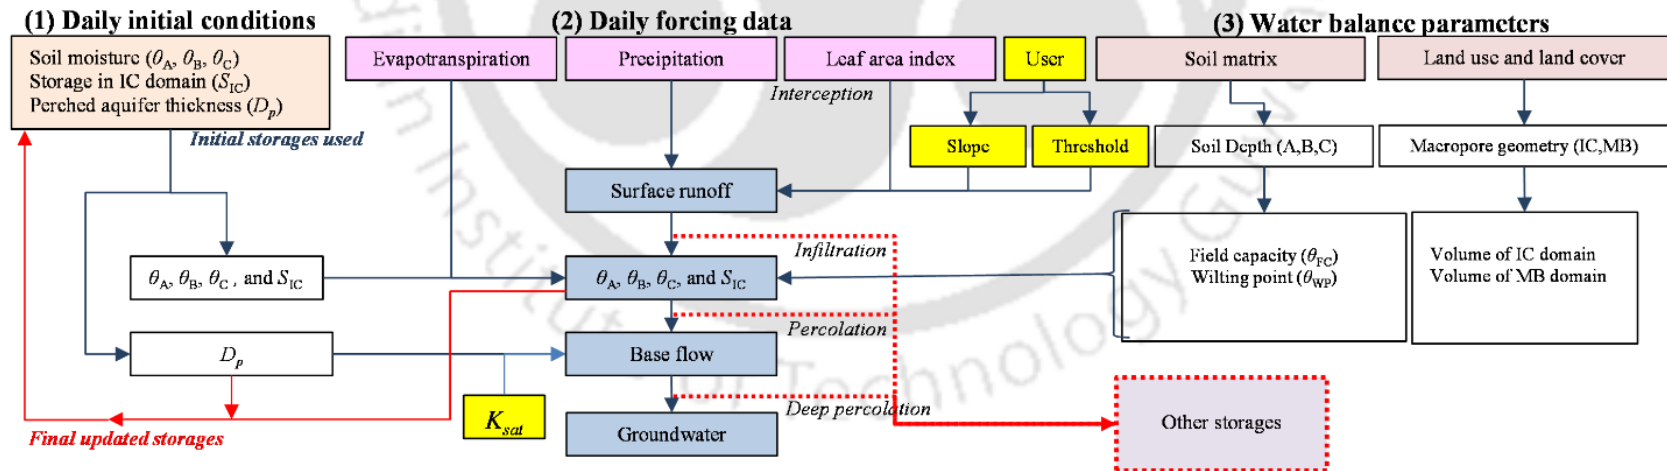 (1) Daily initial conditions
(2) Daily forcing data
(3) Water balance parameters
Soil moisture (θA, θB, θC)
Storage in IC domain (SIC)
Perched aquifer thickness (Dp)
Evapotranspiration
Precipitation
Leaf area index
User
Soil matrix
Land use and land cover
Interception
Initial storages used
Slope
Threshold
Soil Depth (A,B,C)
Macropore geometry (IC,MB)
Surface runoff
Infiltration
θA, θB, θC , and SIC
θA, θB, θC, and SIC
Field capacity (θFC)
Wilting point (θWP)
Volume of IC domain
Volume of MB domain
Percolation
Dp
Base flow
Deep percolation
Ksat
Final updated storages
Groundwater
Other storages
Institut
of Technology Guwa